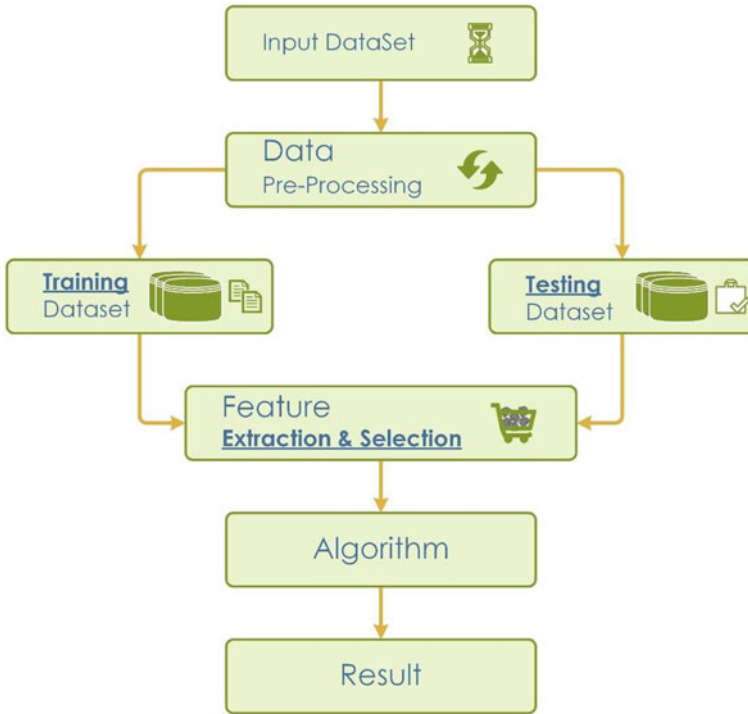 Input DataSet
Data
Pre-Processing
Training
Dataset
Testing
Dataset
Feature
Extraction & Selection
Algorithm
Result